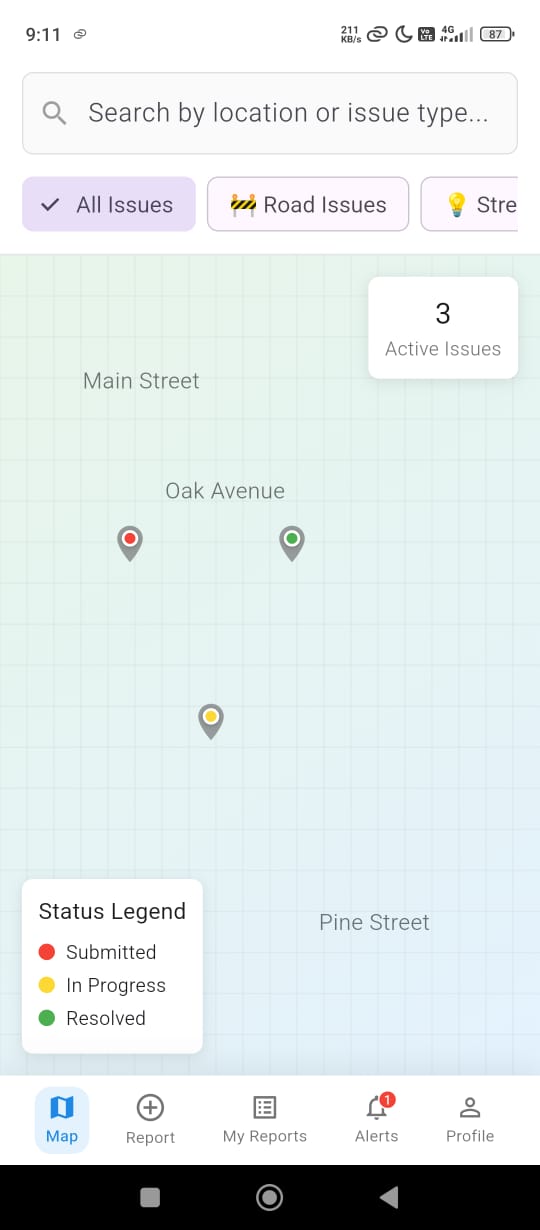 9:11
211
KB/s
Vo
LTE
4G
87
Search by location or issue type...
All Issues
Road Issues
Stre
3
Active Issues
Main Street
Oak Avenue
Pine Street
Status Legend
Submitted
In Progress
Resolved
1
Map
Report
My Reports
Alerts
Profile